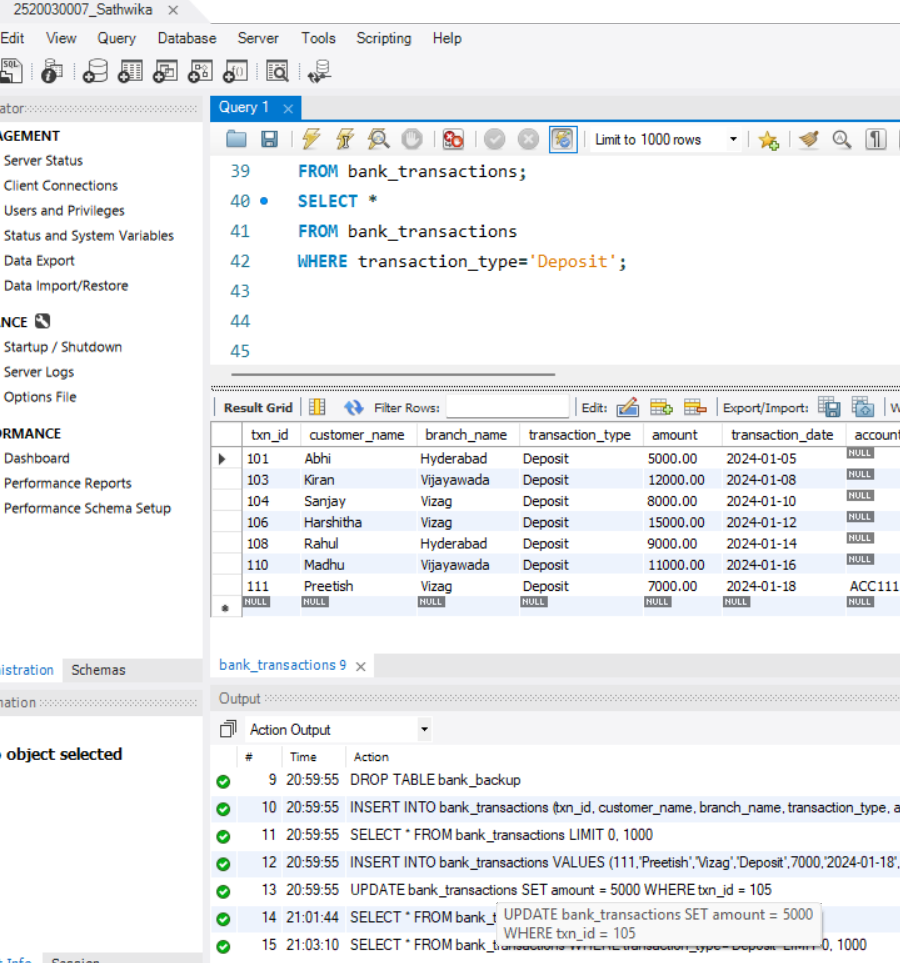 2520030007_Sathwika
Edit View Query Database Server Tools Scripting Help
SQL
Query 1
Server Status
Client Connections
Users and Privileges
Status and System Variables
Data Export
Data Import/Restore
Startup / Shutdown
Server Logs
Options File
Dashboard
Performance Reports
Performance Schema Setup
Limit to 1000 rows
39 FROM bank_transactions;
40 SELECT *
41 FROM bank_transactions
42 WHERE transaction_type='Deposit';
43
44
45
Result Grid Filter Rows: Edit: Export/Import:
txn_id customer_name branch_name transaction_type amount transaction_date account
101 Abhi Hyderabad Deposit 5000.00 2024-01-05 NULL
103 Kiran Vijayawada Deposit 12000.00 2024-01-08 NULL
104 Sanjay Vizag Deposit 8000.00 2024-01-10 NULL
106 Harshitha Vizag Deposit 15000.00 2024-01-12 NULL
108 Rahul Hyderabad Deposit 9000.00 2024-01-14 NULL
110 Madhu Vijayawada Deposit 11000.00 2024-01-16 NULL
111 Preetish Vizag Deposit 7000.00 2024-01-18 ACC111
NULL NULL NULL NULL NULL NULL NULL
Schemas
bank_transactions 9
object selected
Output
Action Output
# Time Action
9 20:59:55 DROP TABLE bank_backup
10 20:59:55 INSERT INTO bank_transactions (txn_id, customer_name, branch_name, transaction_type, a
11 20:59:55 SELECT * FROM bank_transactions LIMIT 0, 1000
12 20:59:55 INSERT INTO bank_transactions VALUES (111,'Preetish','Vizag','Deposit',7000,'2024-01-18',
13 20:59:55 UPDATE bank_transactions SET amount = 5000 WHERE txn_id = 105
14 21:01:44 SELECT * FROM bank_t
UPDATE bank_transactions SET amount = 5000
WHERE txn_id = 105
15 21:03:10 SELECT * FROM bank_transactions WHERE transaction_type='Deposit' LIMIT 0, 1000